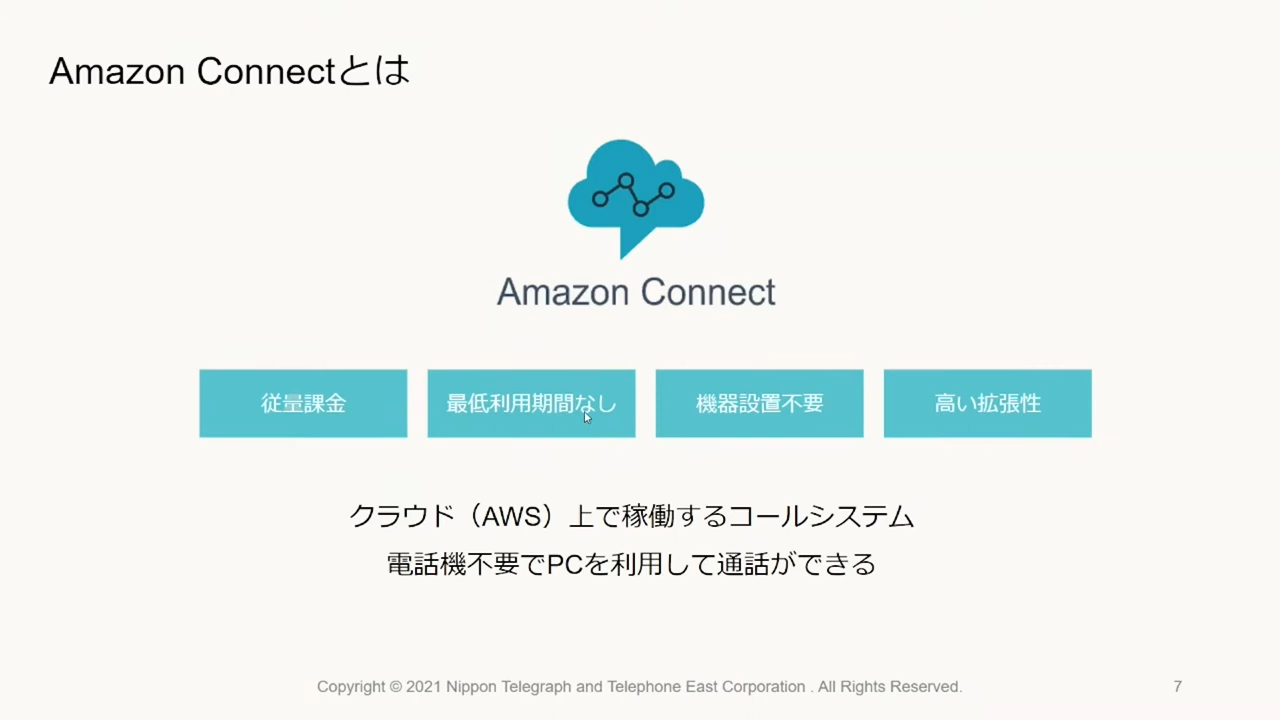 Amazon Connectとは
Amazon Connect
従量課金
最低利用期間なし
機器設置不要
高い拡張性
クラウド（AWS）上で稼働するコールシステム
電話機不要でPCを利用して通話ができる
Copyright © 2021 Nippon Telegraph and Telephone East Corporation . All Rights Reserved.
7